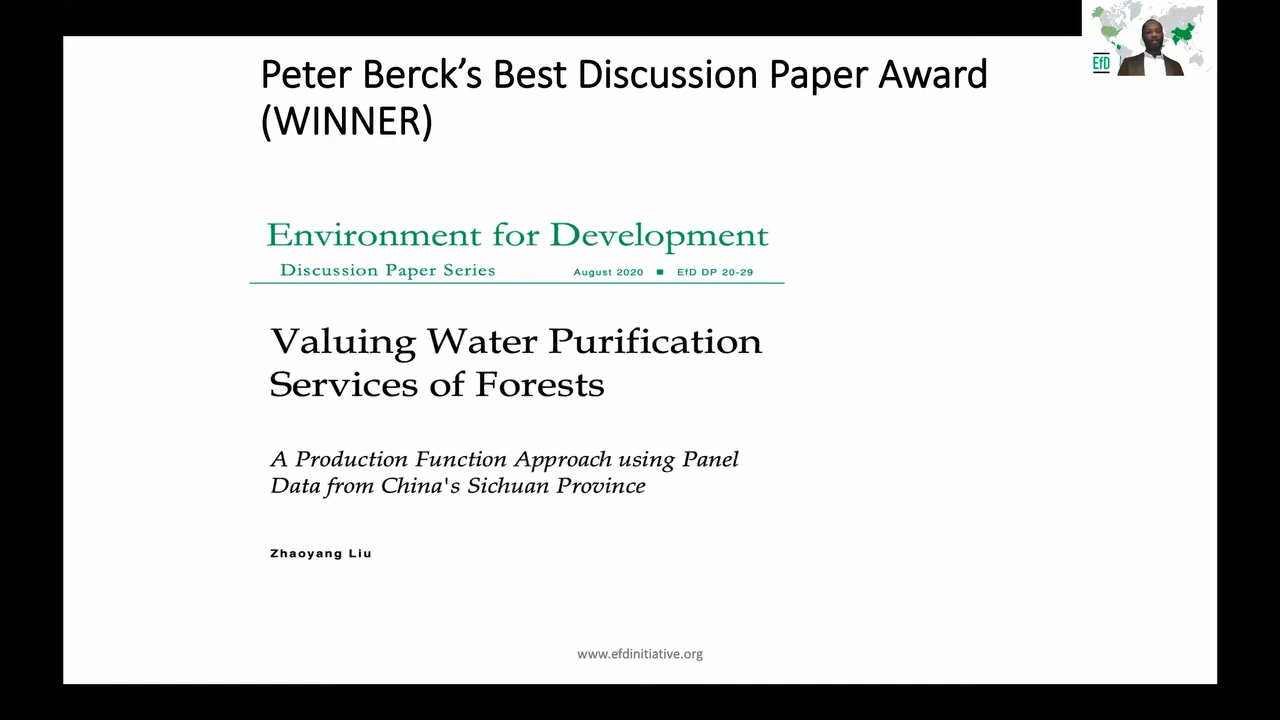 Peter Berck’s Best Discussion Paper Award
(WINNER)
EfD
Environment for Development
Discussion Paper Series August 2020 ■ EfD DP 20-29
Valuing Water Purification
Services of Forests
A Production Function Approach using Panel
Data from China's Sichuan Province
Zhaoyang Liu
www.efdinitiative.org